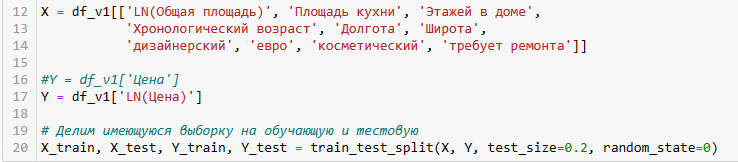 12 X = df_v1[['LN(Общая площадь)', 'Площадь кухни', 'Этажей в доме',
13 'Хронологический возраст', 'Долгота', 'Широта',
14 'дизайнерский', 'евро', 'косметический', 'требует ремонта']]
15
16 #Y = df_v1['Цена']
17 Y = df_v1['LN(Цена)']
18
19 # Делим имеющуюся выборку на обучающую и тестовую
20 X_train, X_test, Y_train, Y_test = train_test_split(X, Y, test_size=0.2, random_state=0)